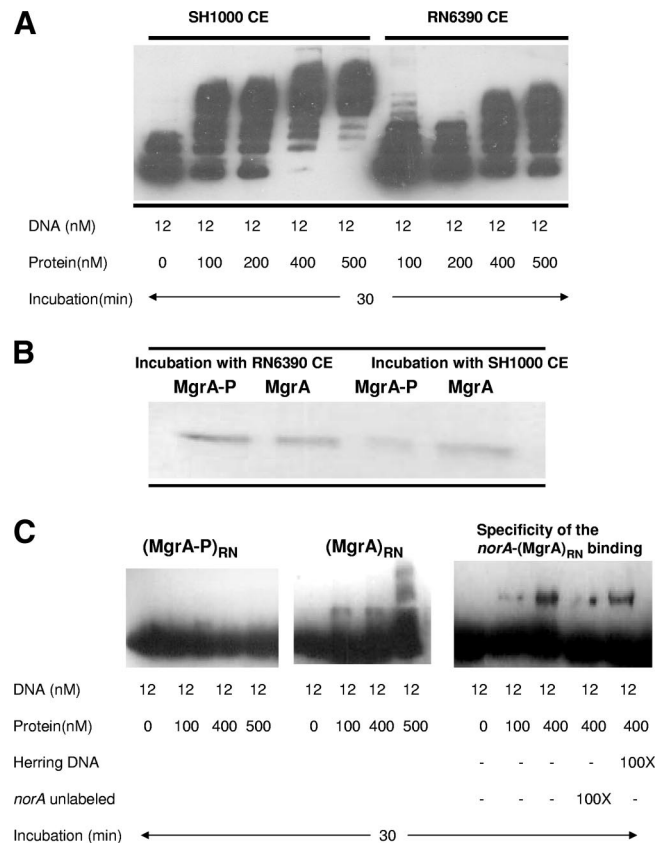 A
SH1000 CE RN6390 CE
DNA (nM) 12 12 12 12 12 12 12 12 12
Protein(nM) 0 100 200 400 500 100 200 400 500
Incubation(min) 30
B
Incubation with RN6390 CE Incubation with SH1000 CE
MgrA-P MgrA MgrA-P MgrA
C
(MgrA-P)RN (MgrA)RN Specificity of the
norA-(MgrA)RN binding
DNA (nM) 12 12 12 12 12 12 12 12 12 12 12 12 12
Protein(nM) 0 100 400 500 0 100 400 500 0 100 400 400 400
Herring DNA - - - - 100X
norA unlabeled - - - 100X -
Incubation (min) 30